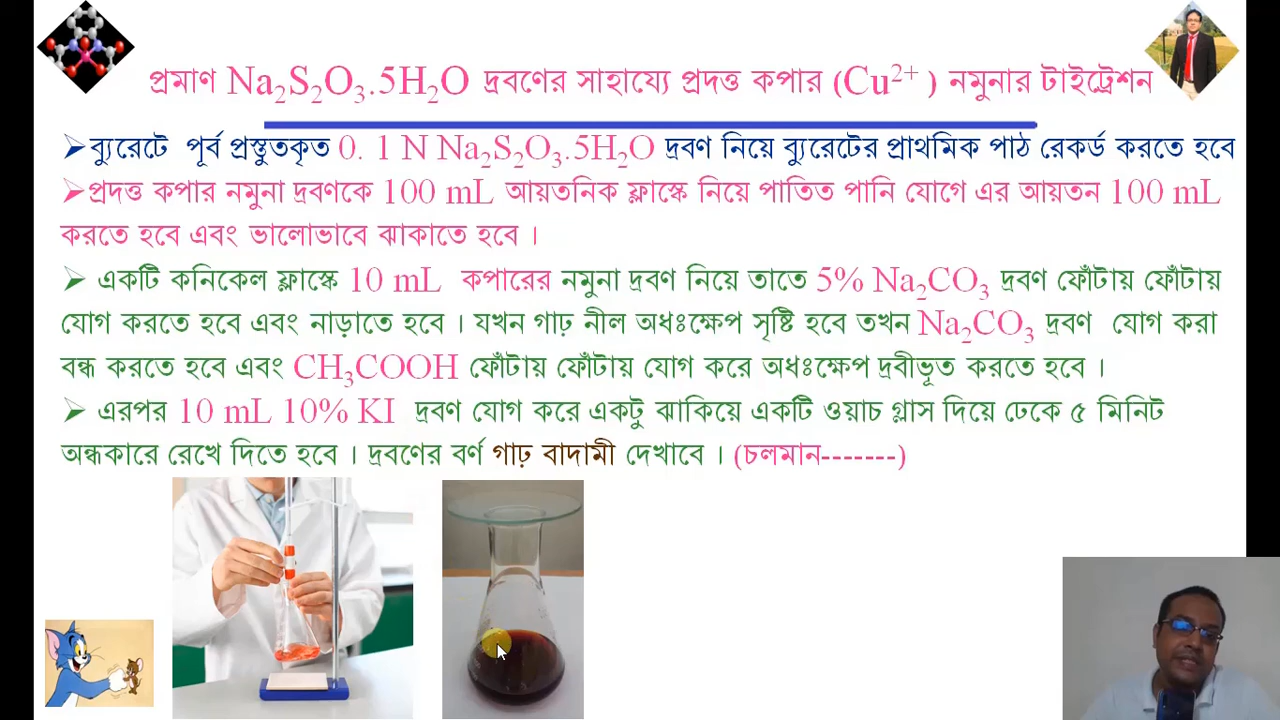 প্রমাণ Na₂S₂O₃.5H₂O দ্রবণের সাহায্যে প্রদত্ত কপার (Cu²⁺ ) নমুনার টাইট্রেশন
➢ব্যুরেটে পূর্ব প্রস্তুতকৃত 0. 1 N Na₂S₂O₃.5H₂O দ্রবণ নিয়ে ব্যুরেটের প্রাথমিক পাঠ রেকর্ড করতে হবে
➢প্রদত্ত কপার নমুনা দ্রবণকে 100 mL আয়তনিক ফ্লাস্কে নিয়ে পাতিত পানি যোগে এর আয়তন 100 mL
করতে হবে এবং ভালোভাবে ঝাকাতে হবে ।
➢ একটি কনিকেল ফ্লাস্কে 10 mL কপারের নমুনা দ্রবণ নিয়ে তাতে 5% Na₂CO₃ দ্রবণ ফোঁটায় ফোঁটায়
যোগ করতে হবে এবং নাড়াতে হবে । যখন গাঢ় নীল অধঃক্ষেপ সৃষ্টি হবে তখন Na₂CO₃ দ্রবণ যোগ করা
বন্ধ করতে হবে এবং CH₃COOH ফোঁটায় ফোঁটায় যোগ করে অধঃক্ষেপ দ্রবীভূত করতে হবে ।
➢ এরপর 10 mL 10% KI দ্রবণ যোগ করে একটু ঝাকিয়ে একটি ওয়াচ গ্লাস দিয়ে ঢেকে ৫ মিনিট
অন্ধকারে রেখে দিতে হবে । দ্রবণের বর্ণ গাঢ় বাদামী দেখাবে । (চলমান-------)